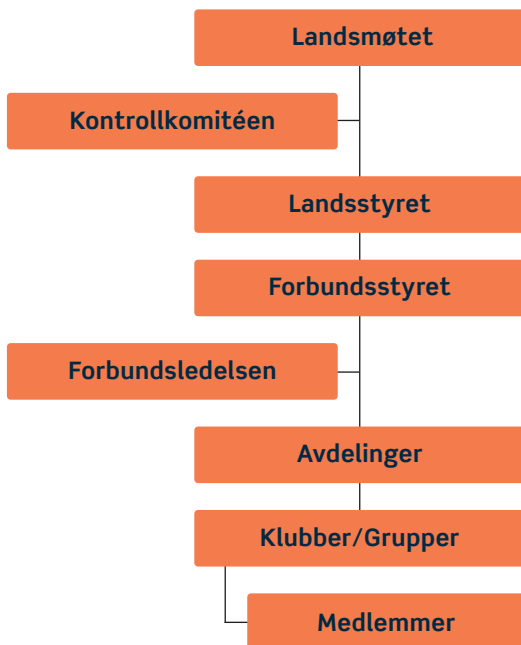 Landsmøtet
Kontrollkomitéen
Landsstyret
Forbundsstyret
Forbundsledelsen
Avdelinger
Klubber/Grupper
Medlemmer